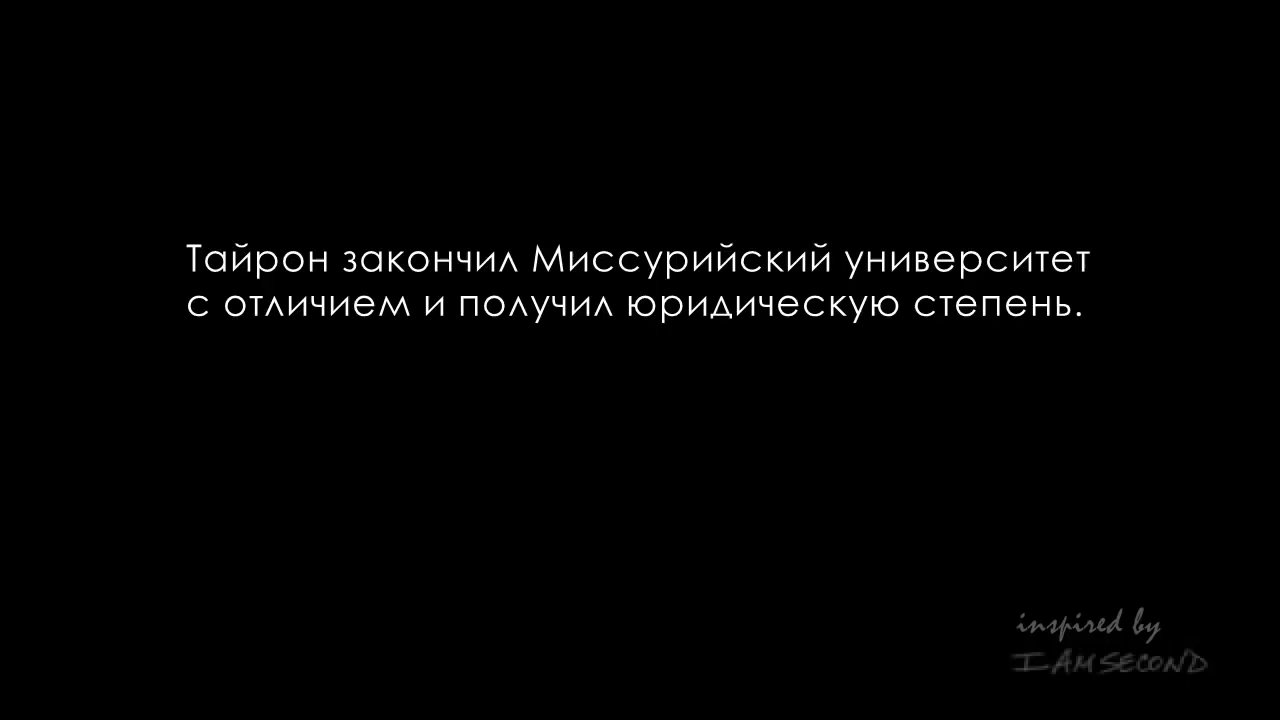 Тайрон закончил Миссурийский университет
с отличием и получил юридическую степень.
inspired by
I AM SECOND